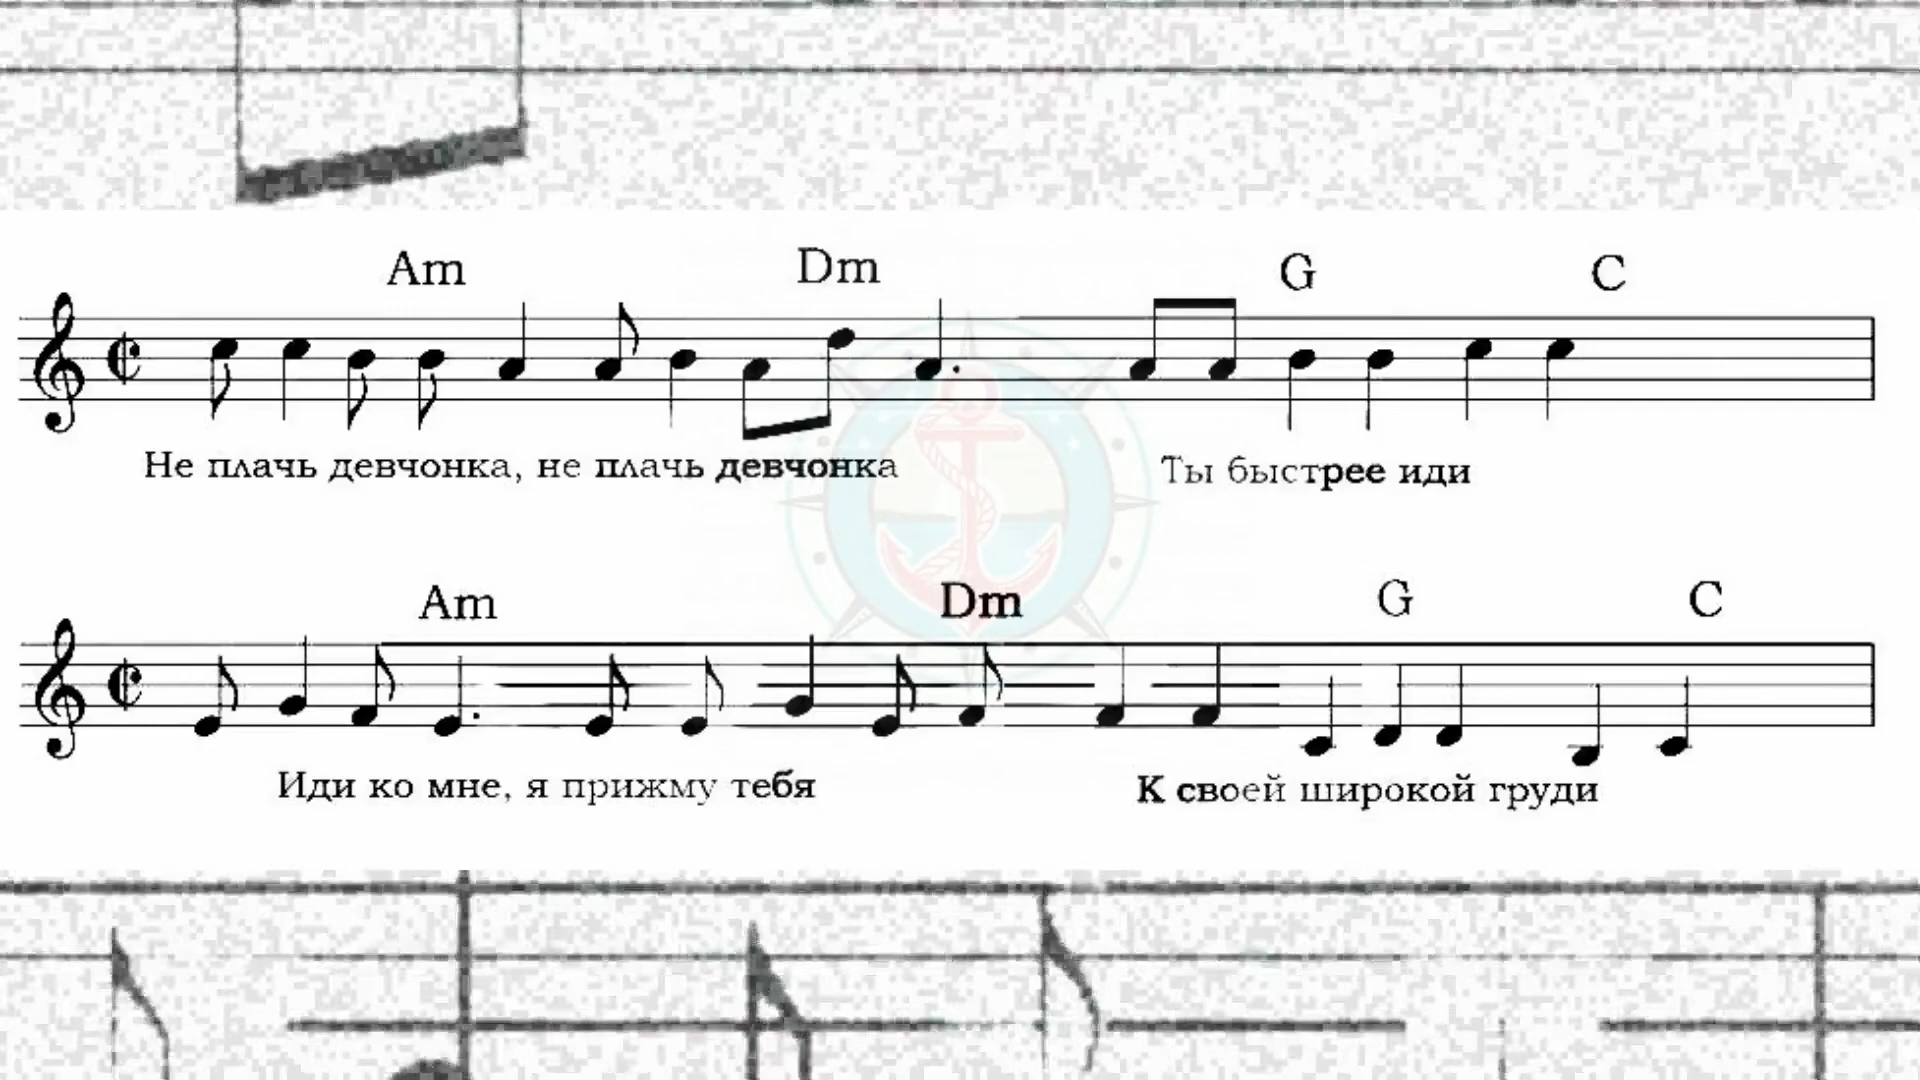 Am Dm G C
Не плачь девчонка, не плачь девчонка Ты быстрее иди
Am Dm G C
Иди ко мне, я прижму тебя К своей широкой груди